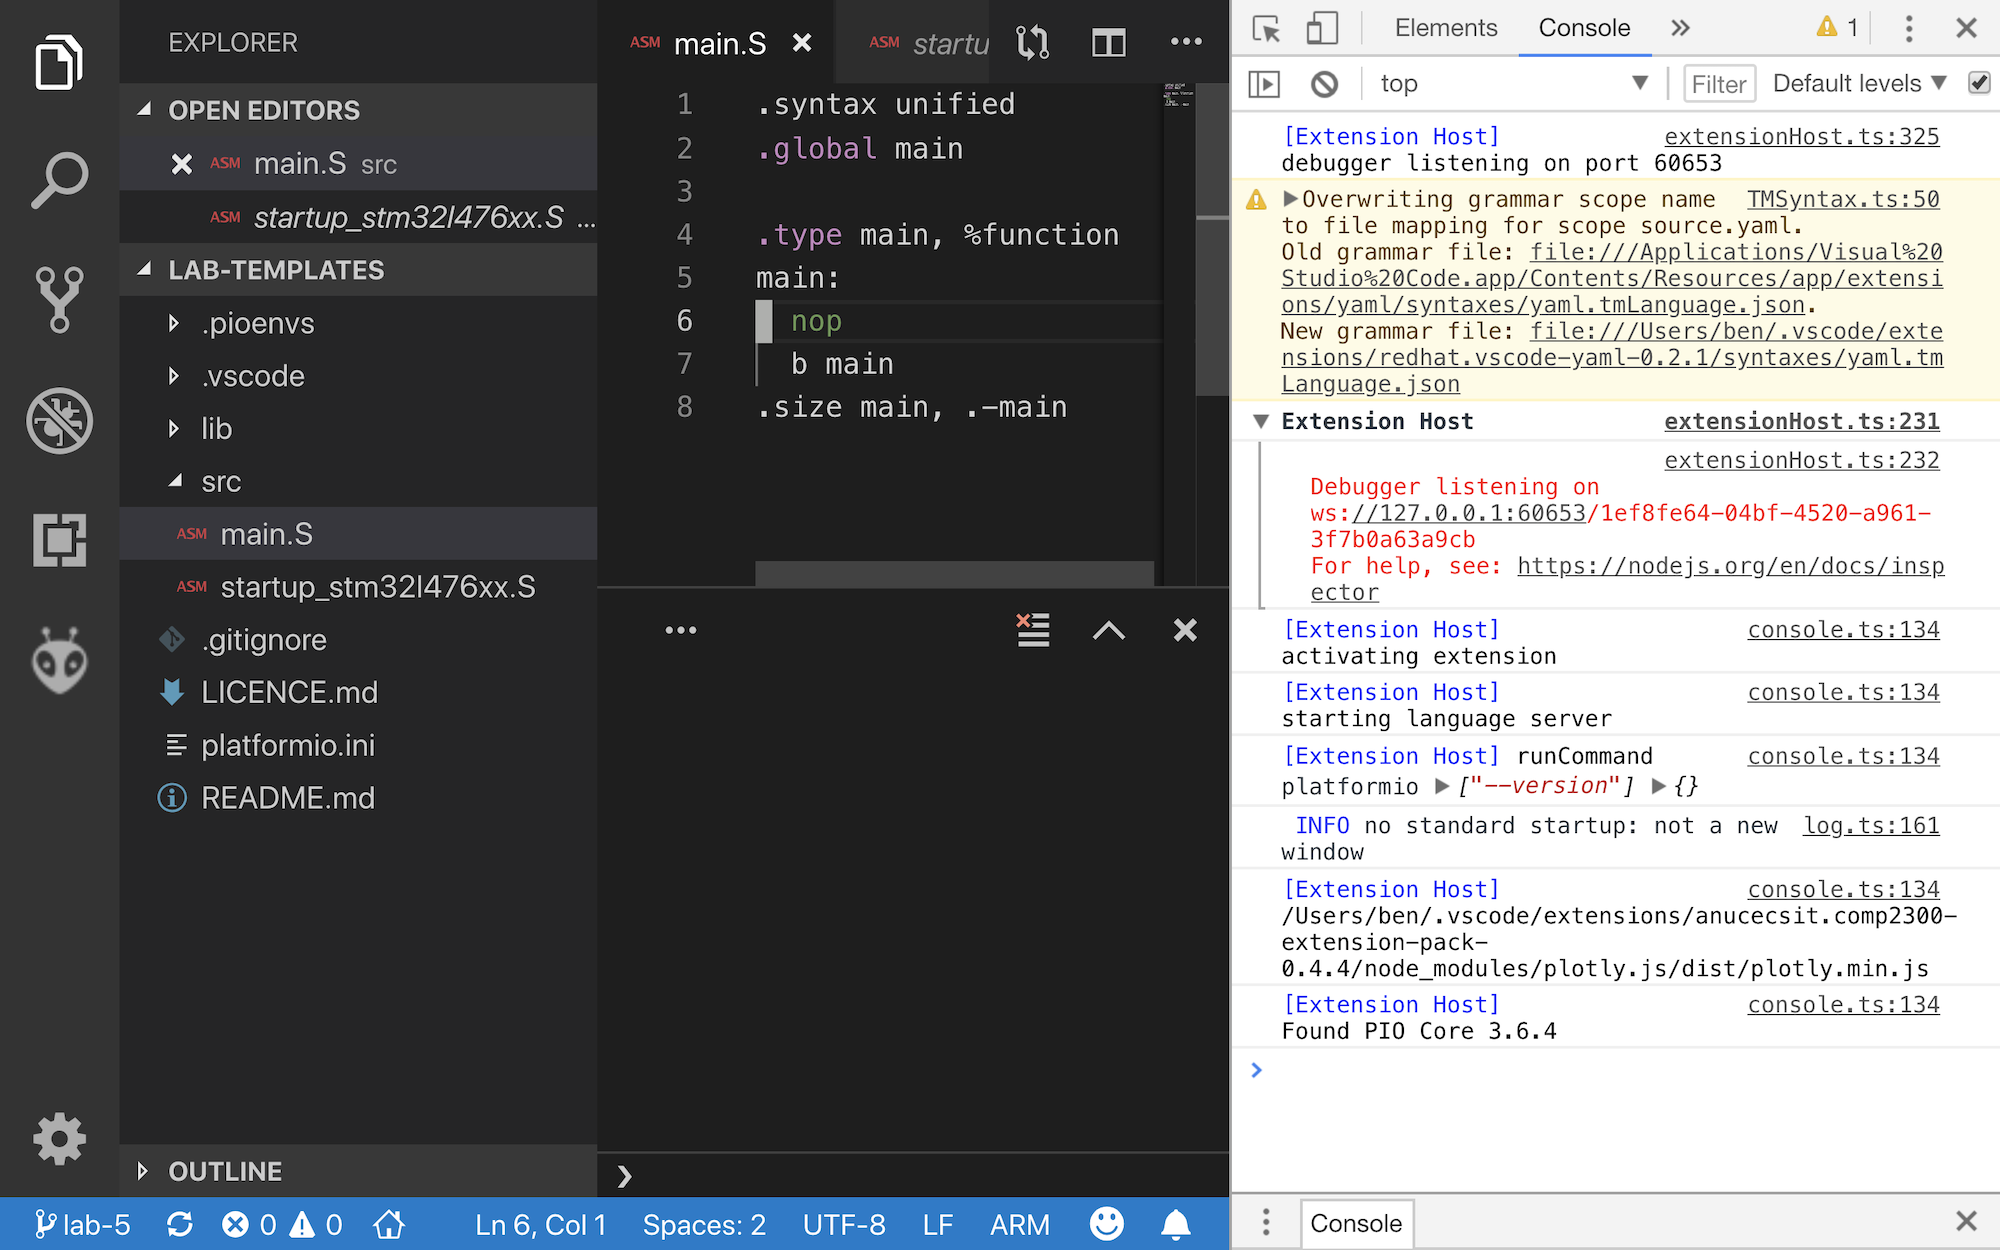 EXPLORER
OPEN EDITORS
ASM main.S src
ASM startup_stm32l476xx.S ...
LAB-TEMPLATES
.pioenvs
.vscode
lib
src
ASM main.S
ASM startup_stm32l476xx.S
.gitignore
LICENCE.md
platformio.ini
README.md
OUTLINE
ASM main.S
ASM startu
1 .syntax unified
2 .global main
3
4 .type main, %function
5 main:
6 nop
7 b main
8 .size main, .-main
lab-5 0 0 Ln 6, Col 1 Spaces: 2 UTF-8 LF ARM
Elements Console 1
top Filter Default levels
[Extension Host] extensionHost.ts:325
debugger listening on port 60653
Overwriting grammar scope name TMSyntax.ts:50
to file mapping for scope source.yaml.
Old grammar file: file:///Applications/Visual%20
Studio%20Code.app/Contents/Resources/app/extensi
ons/yaml/syntaxes/yaml.tmLanguage.json.
New grammar file: file:///Users/ben/.vscode/exte
nsions/redhat.vscode-yaml-0.2.1/syntaxes/yaml.tm
Language.json
Extension Host extensionHost.ts:231
extensionHost.ts:232
Debugger listening on
ws://127.0.0.1:60653/1ef8fe64-04bf-4520-a961-
3f7b0a63a9cb
For help, see: https://nodejs.org/en/docs/insp
ector
[Extension Host] console.ts:134
activating extension
[Extension Host] console.ts:134
starting language server
[Extension Host] runCommand console.ts:134
platformio ["--version"] {}
INFO no standard startup: not a new log.ts:161
window
[Extension Host] console.ts:134
/Users/ben/.vscode/extensions/anucecsit.comp2300-
extension-pack-
0.4.4/node_modules/plotly.js/dist/plotly.min.js
[Extension Host] console.ts:134
Found PIO Core 3.6.4
Console